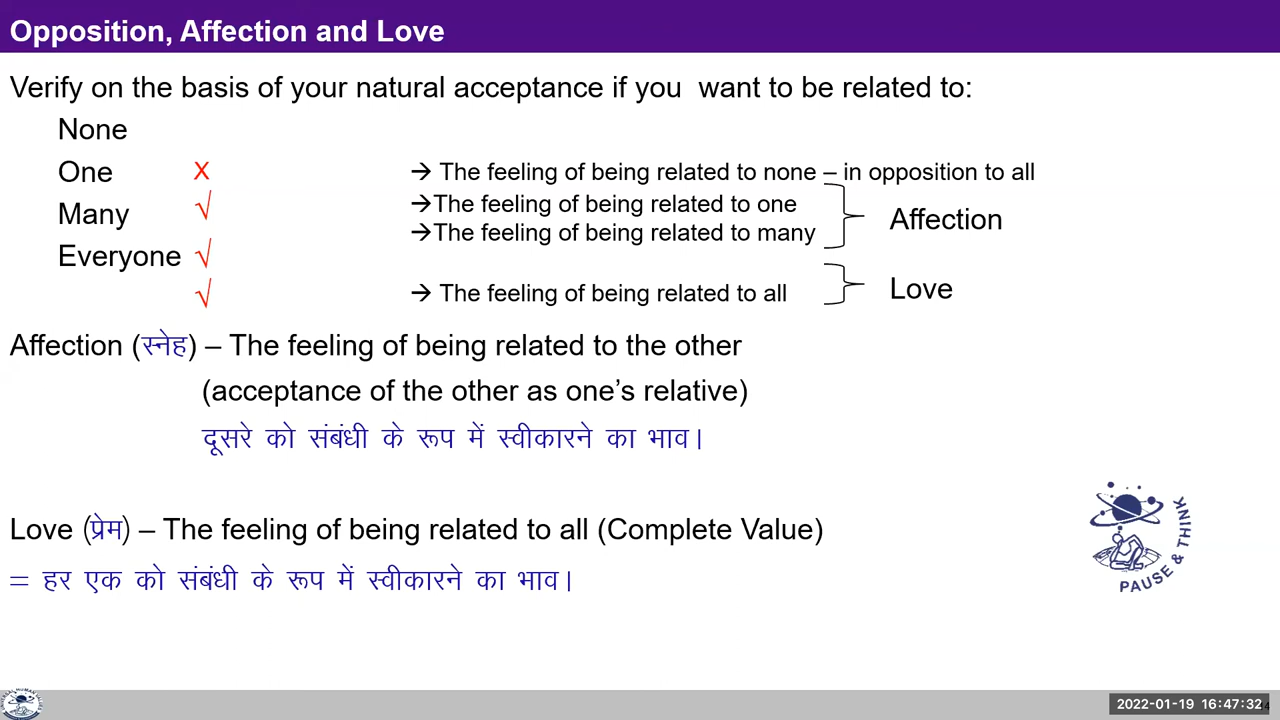 Opposition, Affection and Love
Verify on the basis of your natural acceptance if you want to be related to:
None
One x → The feeling of being related to none – in opposition to all
Many √ →The feeling of being related to one
→The feeling of being related to many
Affection
Everyone √
√ → The feeling of being related to all
Love
Affection (स्नेह) – The feeling of being related to the other
(acceptance of the other as one’s relative)
दूसरे को संबंधी के रूप में स्वीकारने का भाव।
Love (प्रेम) – The feeling of being related to all (Complete Value)
= हर एक को संबंधी के रूप में स्वीकारने का भाव।
PAUSE & THINK
2022-01-19 16:47:32